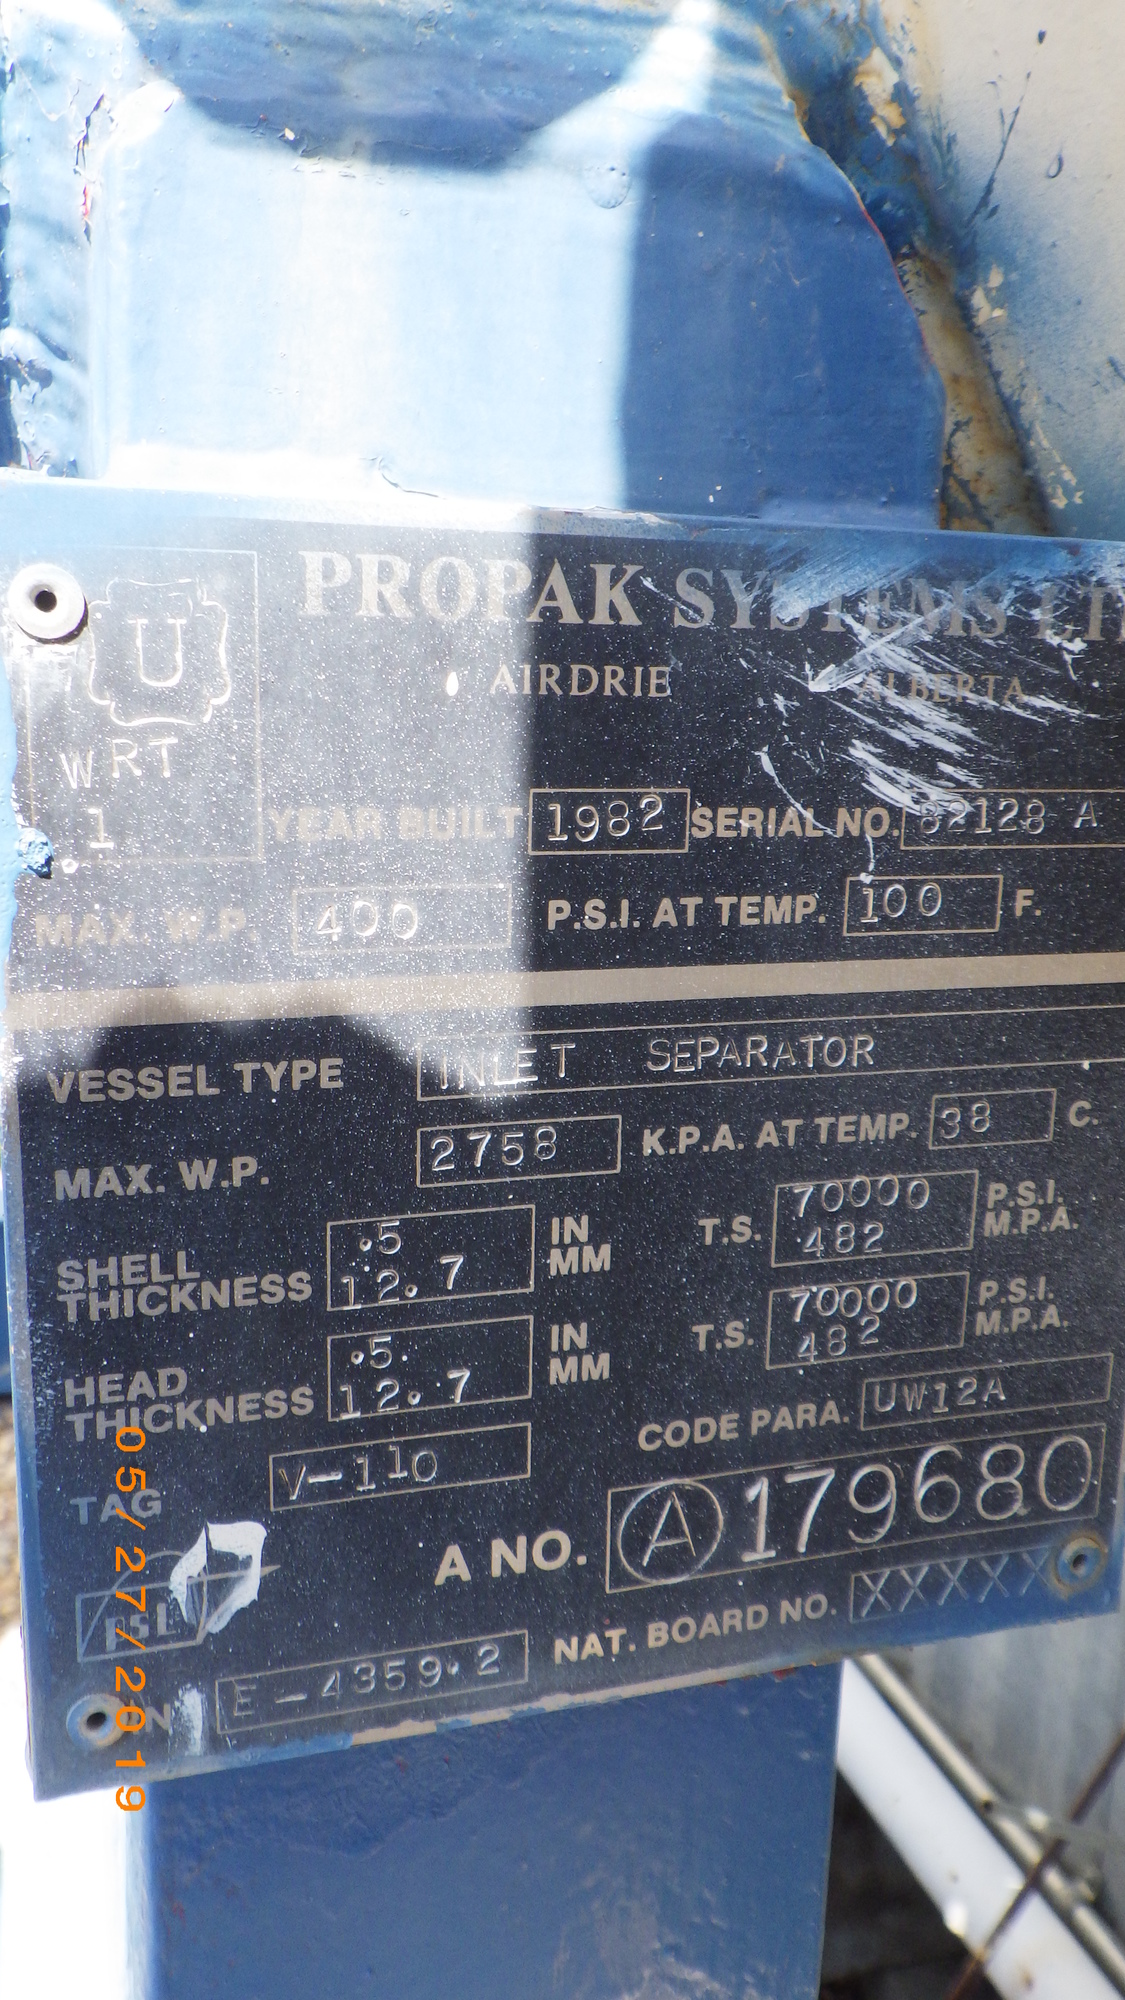 PROPAK SYSTEMS LT
U
AIRDRIE ALBERTA
W RT
1
YEAR BUILT 1982 SERIAL NO. 82128 A
MAX. W.P. 400 P.S.I. AT TEMP. 100 F.
VESSEL TYPE INLET SEPARATOR
MAX. W.P. 2758 K.P.A. AT TEMP. 38 C.
SHELL THICKNESS .5 IN T.S. 70000 P.S.I.
12.7 MM 482 M.P.A.
HEAD THICKNESS .5 IN T.S. 70000 P.S.I.
12.7 MM 482 M.P.A.
CODE PARA. UW12A
TAG V-110
A NO. A 179680
PSL
NAT. BOARD NO. XXXXX
E-4359.2
05/27/2019